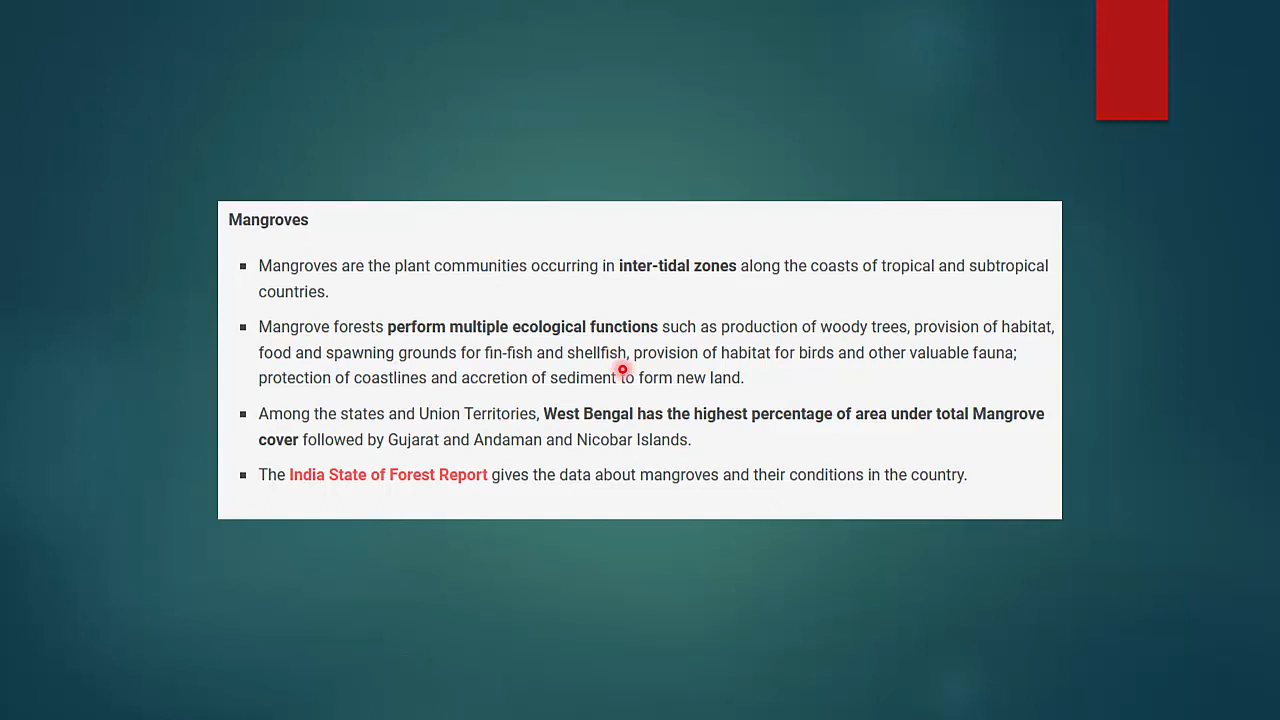 Mangroves
Mangroves are the plant communities occurring in inter-tidal zones along the coasts of tropical and subtropical
countries.
Mangrove forests perform multiple ecological functions such as production of woody trees, provision of habitat,
food and spawning grounds for fin-fish and shellfish, provision of habitat for birds and other valuable fauna;
protection of coastlines and accretion of sediment to form new land.
Among the states and Union Territories, West Bengal has the highest percentage of area under total Mangrove
cover followed by Gujarat and Andaman and Nicobar Islands.
The India State of Forest Report gives the data about mangroves and their conditions in the country.